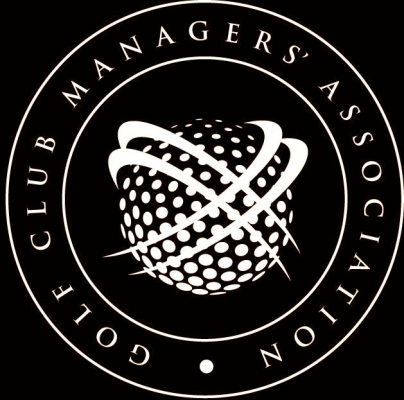 GOLF CLUB MANAGERS' ASSOCIATION